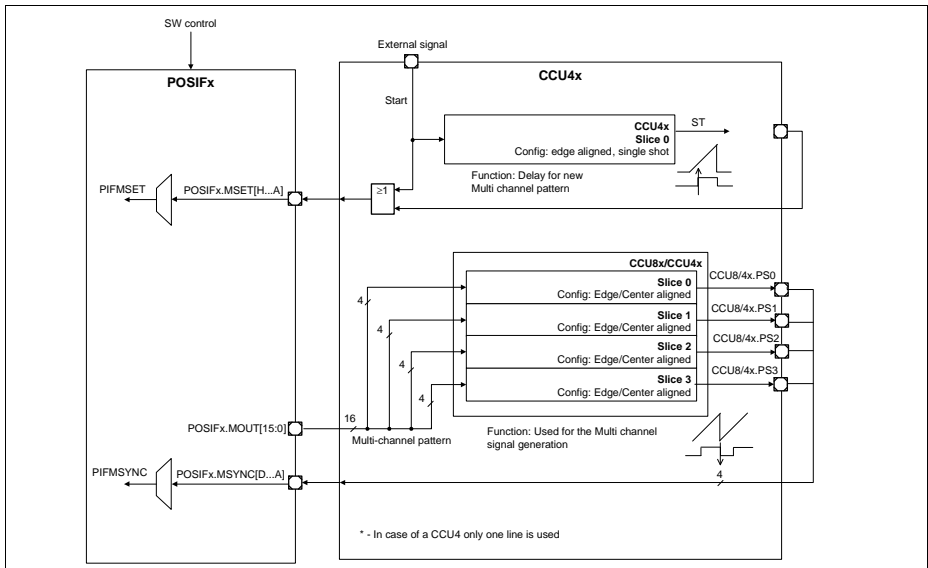 SW control
POSIFx
External signal
CCU4x
Start
CCU4x
Slice 0
Config: edge aligned, single shot
ST
Function: Delay for new
Multi channel pattern
PIFMSET
POSIFx.MSET[H...A]
≥1
CCU8x/CCU4x
Slice 0
Config: Edge/Center aligned
CCU8/4x.PS0
4
Slice 1
Config: Edge/Center aligned
CCU8/4x.PS1
4
Slice 2
Config: Edge/Center aligned
CCU8/4x.PS2
4
Slice 3
Config: Edge/Center aligned
CCU8/4x.PS3
4
POSIFx.MOUT[15:0]
16
Multi-channel pattern
Function: Used for the Multi channel
signal generation
PIFMSYNC
POSIFx.MSYNC[D...A]
4
* - In case of a CCU4 only one line is used